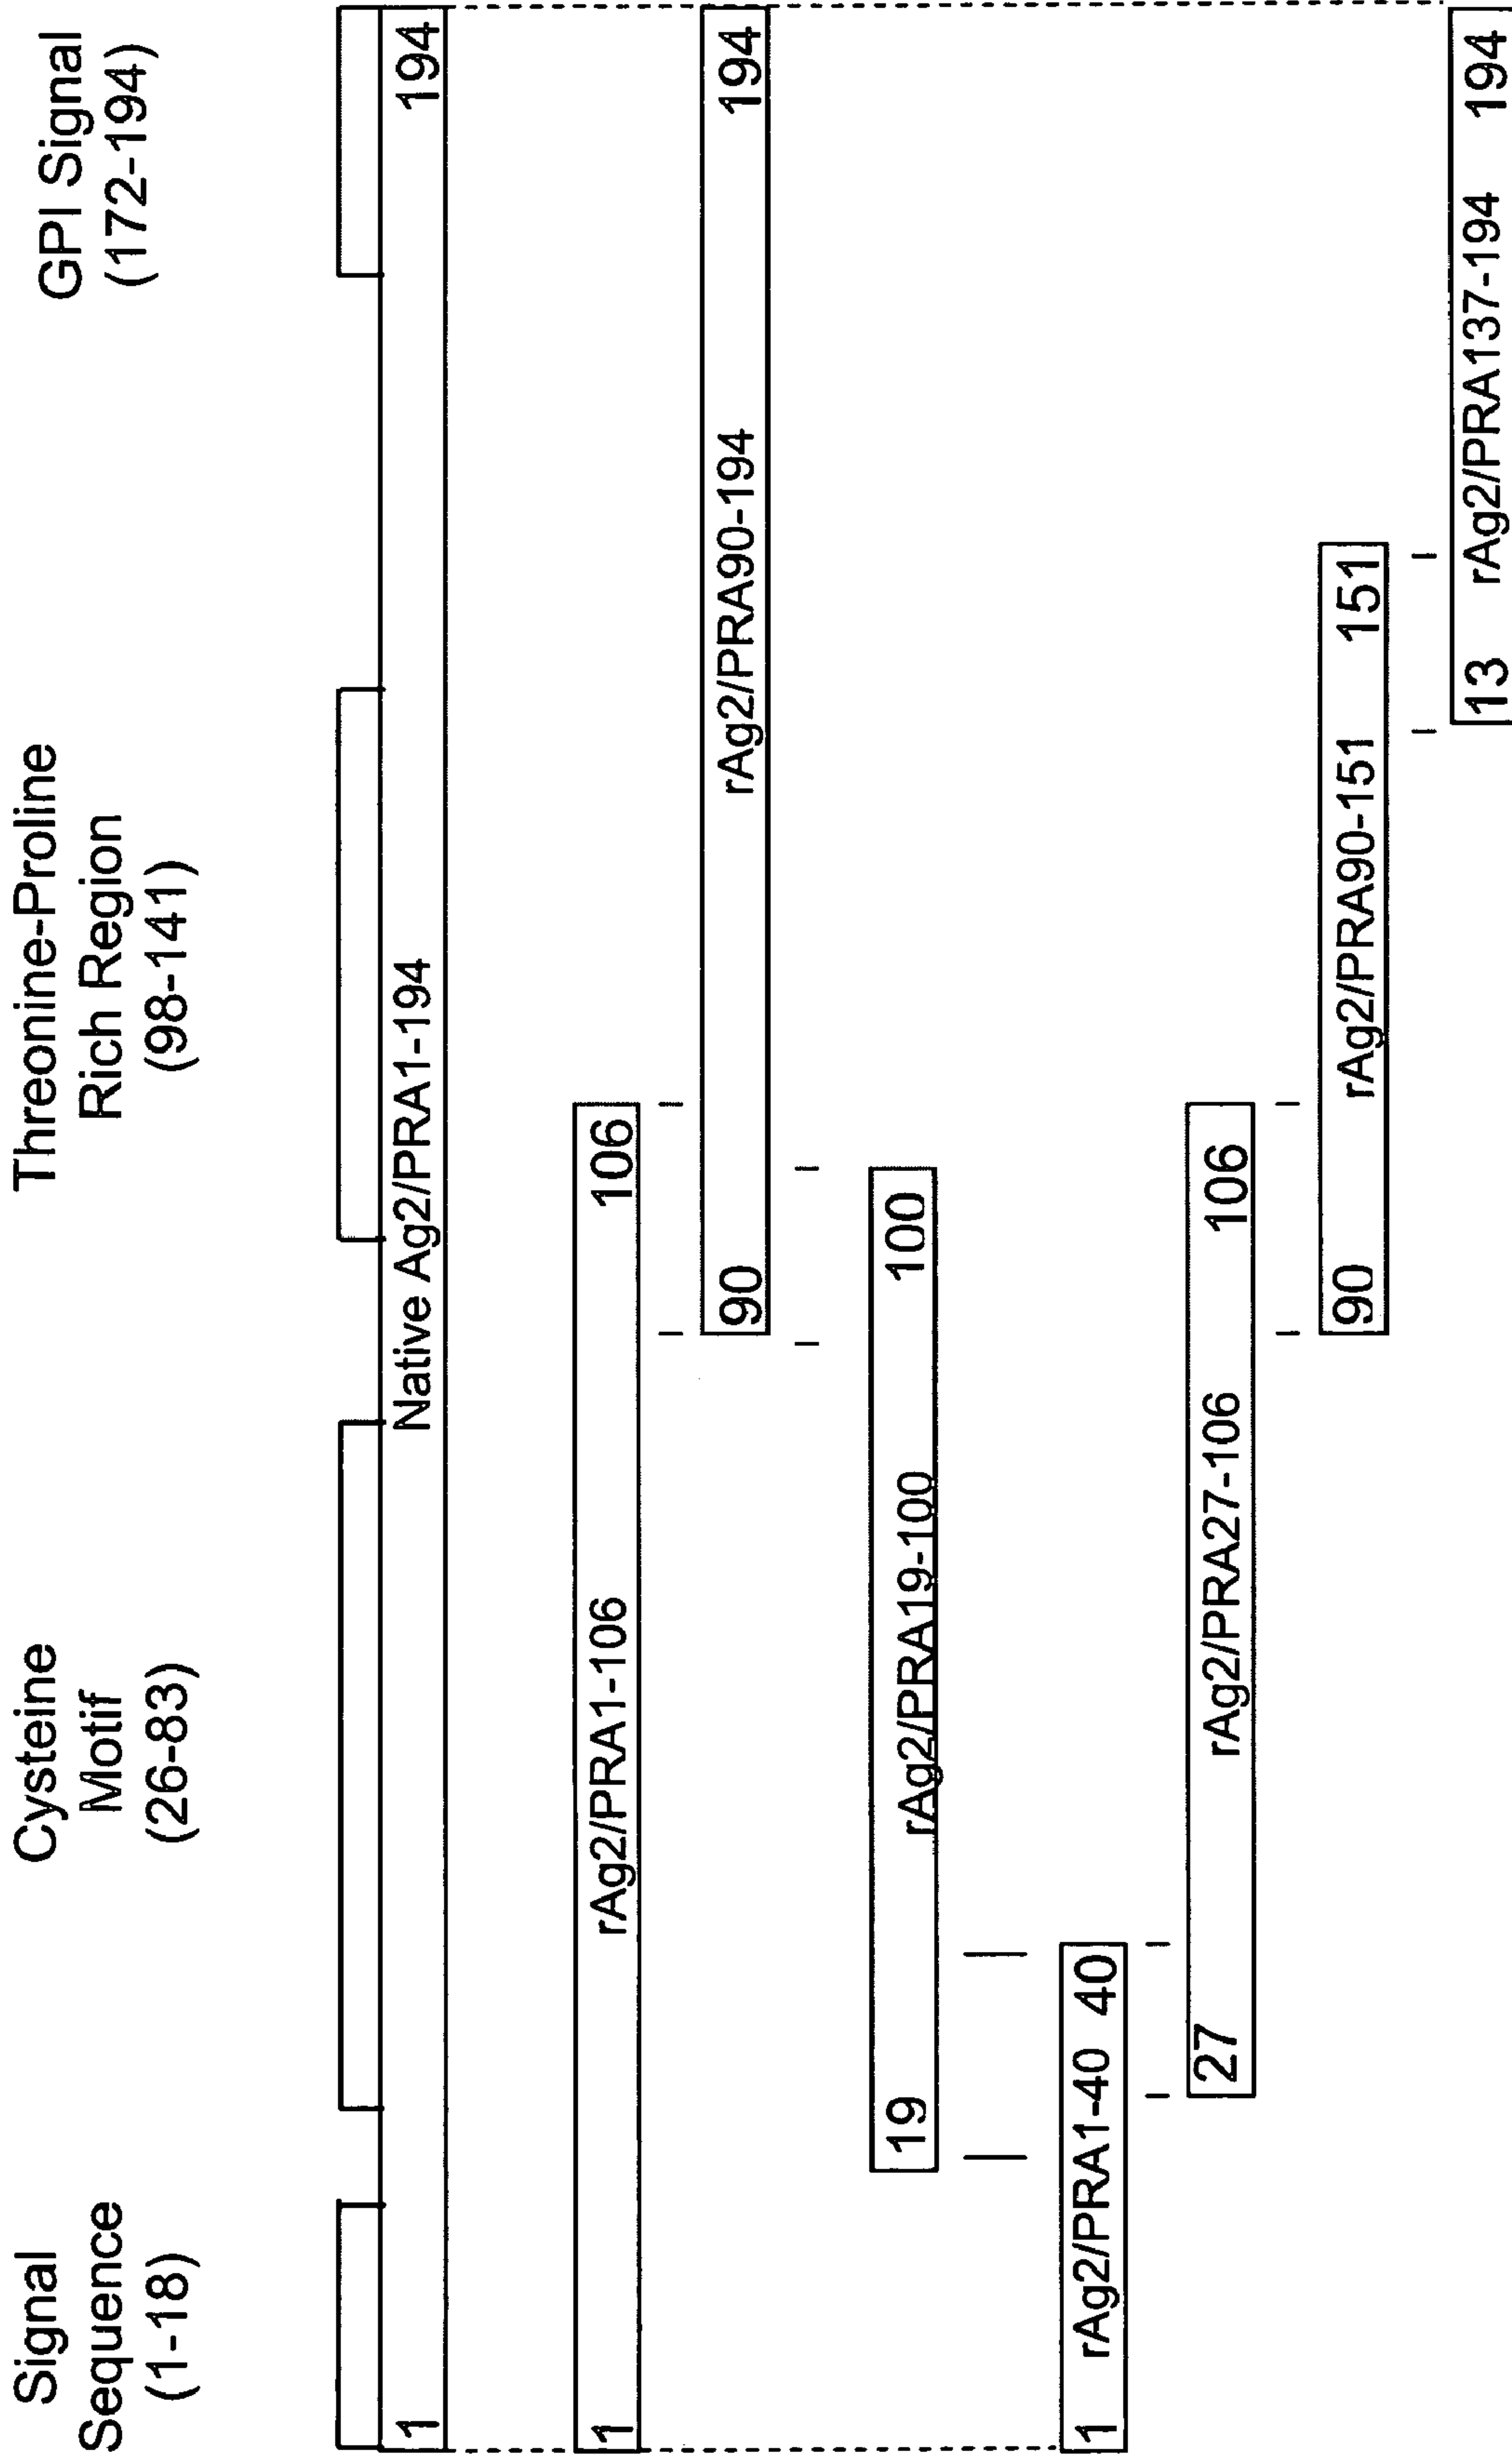 Signal
Sequence
(1-18)
Cysteine
Motif
(26-83)
Threonine-Proline
Rich Region
(98-141)
GPI Signal
(172-194)
1 Native Ag2/PRA1-194 194
1 rAg2/PRA1-106 106
90 rAg2/PRA90-194 194
19 rAg2/PRA19-100 100
1 rAg2/PRA1-40 40
27 rAg2/PRA27-106 106
90 rAg2/PRA90-151 151
13 rAg2/PRA137-194 194